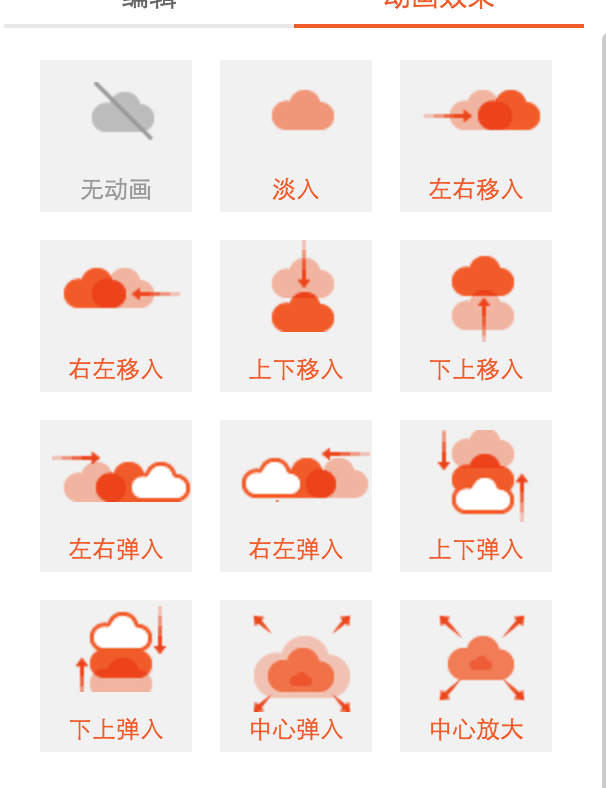 编辑 动画效果
无动画 淡入 左右移入
右左移入 上下移入 下上移入
左右弹入 右左弹入 上下弹入
下上弹入 中心弹入 中心放大